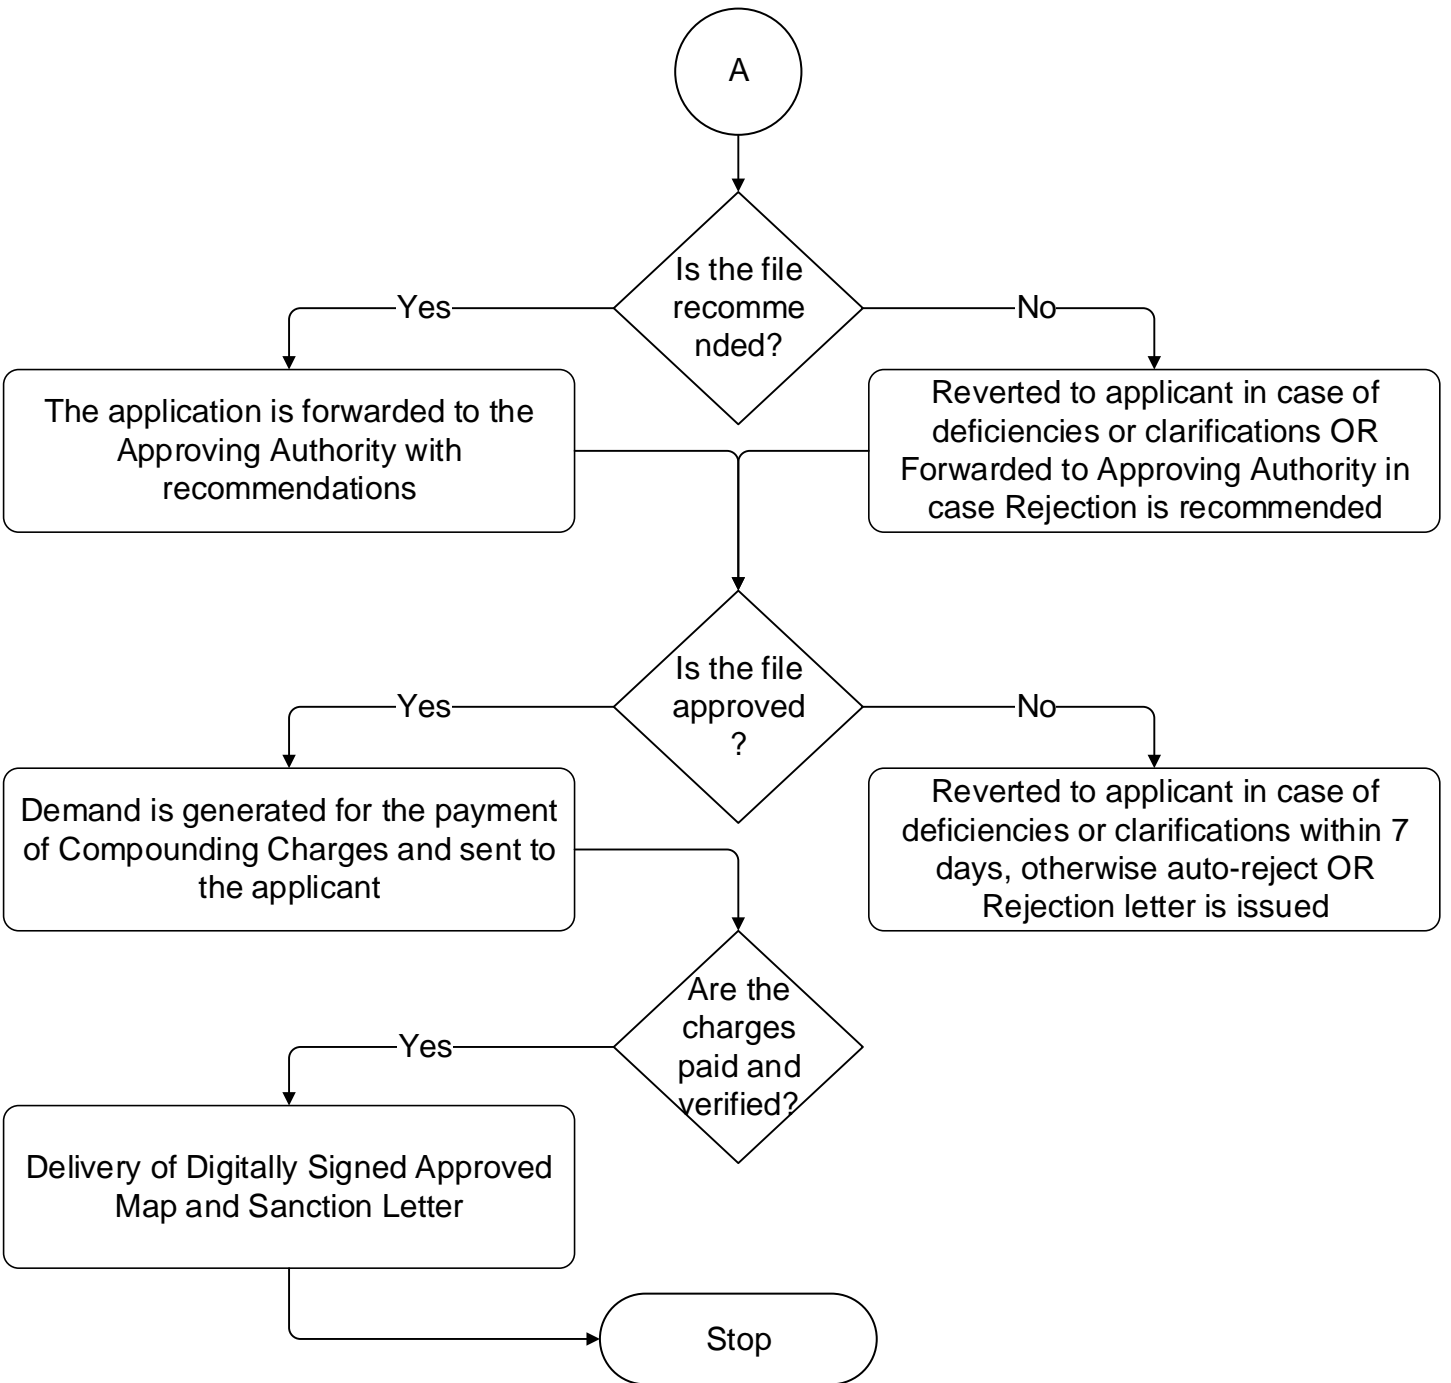 A
Is the file
recomme
nded?
Yes
No
The application is forwarded to the
Approving Authority with
recommendations
Reverted to applicant in case of
deficiencies or clarifications OR
Forwarded to Approving Authority in
case Rejection is recommended
Is the file
approved
?
Yes
No
Demand is generated for the payment
of Compounding Charges and sent to
the applicant
Reverted to applicant in case of
deficiencies or clarifications within 7
days, otherwise auto-reject OR
Rejection letter is issued
Are the
charges
paid and
verified?
Yes
Delivery of Digitally Signed Approved
Map and Sanction Letter
Stop